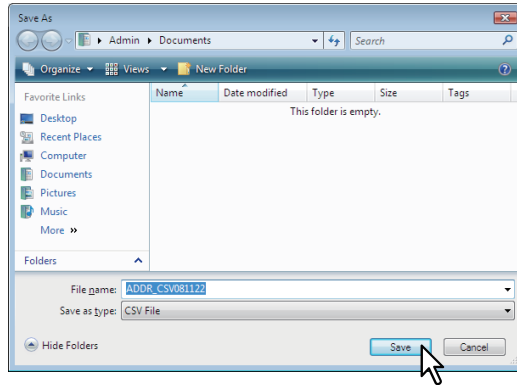 Save As
Admin ▸ Documents Search
Organize Views New Folder ?
Favorite Links Name Date modified Type Size Tags
This folder is empty.
Desktop
Recent Places
Computer
Documents
Pictures
Music
More »
Folders
File name: ADDR_CSV081122
Save as type: CSV File
Hide Folders Save Cancel